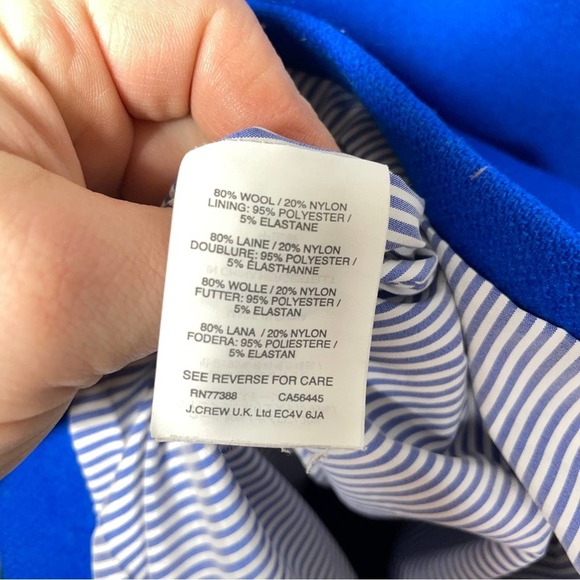 80% WOOL / 20% NYLON
LINING: 95% POLYESTER /
5% ELASTANE
80% LAINE / 20% NYLON
DOUBLURE: 95% POLYESTER /
5% ÉLASTHANNE
80% WOLLE / 20% NYLON
FUTTER: 95% POLYESTER /
5% ELASTAN
80% LANA / 20% NYLON
FODERA: 95% POLIESTERE /
5% ELASTAN
SEE REVERSE FOR CARE
RN77388 CA56445
J.CREW U.K. Ltd EC4V 6JA